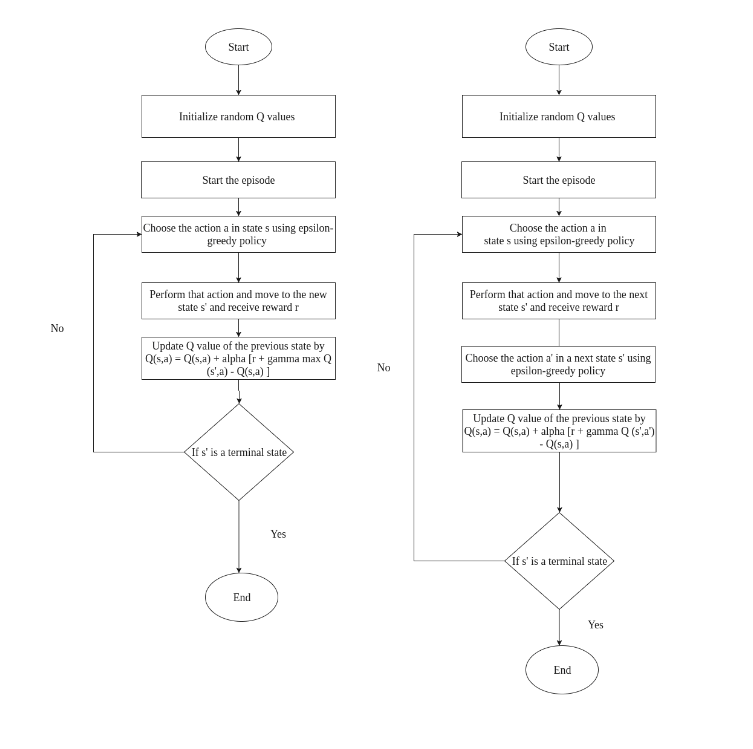 Start
Initialize random Q values
Start the episode
Choose the action a in state s using epsilon-
greedy policy
Perform that action and move to the new
state s' and receive reward r
No
Update Q value of the previous state by
Q(s,a) = Q(s,a) + alpha [r + gamma max Q
(s',a) - Q(s,a) ]
If s' is a terminal state
Yes
End
Start
Initialize random Q values
Start the episode
Choose the action a in
state s using epsilon-greedy policy
Perform that action and move to the next
state s' and receive reward r
No
Choose the action a' in a next state s' using
epsilon-greedy policy
Update Q value of the previous state by
Q(s,a) = Q(s,a) + alpha [r + gamma Q (s',a')
- Q(s,a) ]
If s' is a terminal state
Yes
End